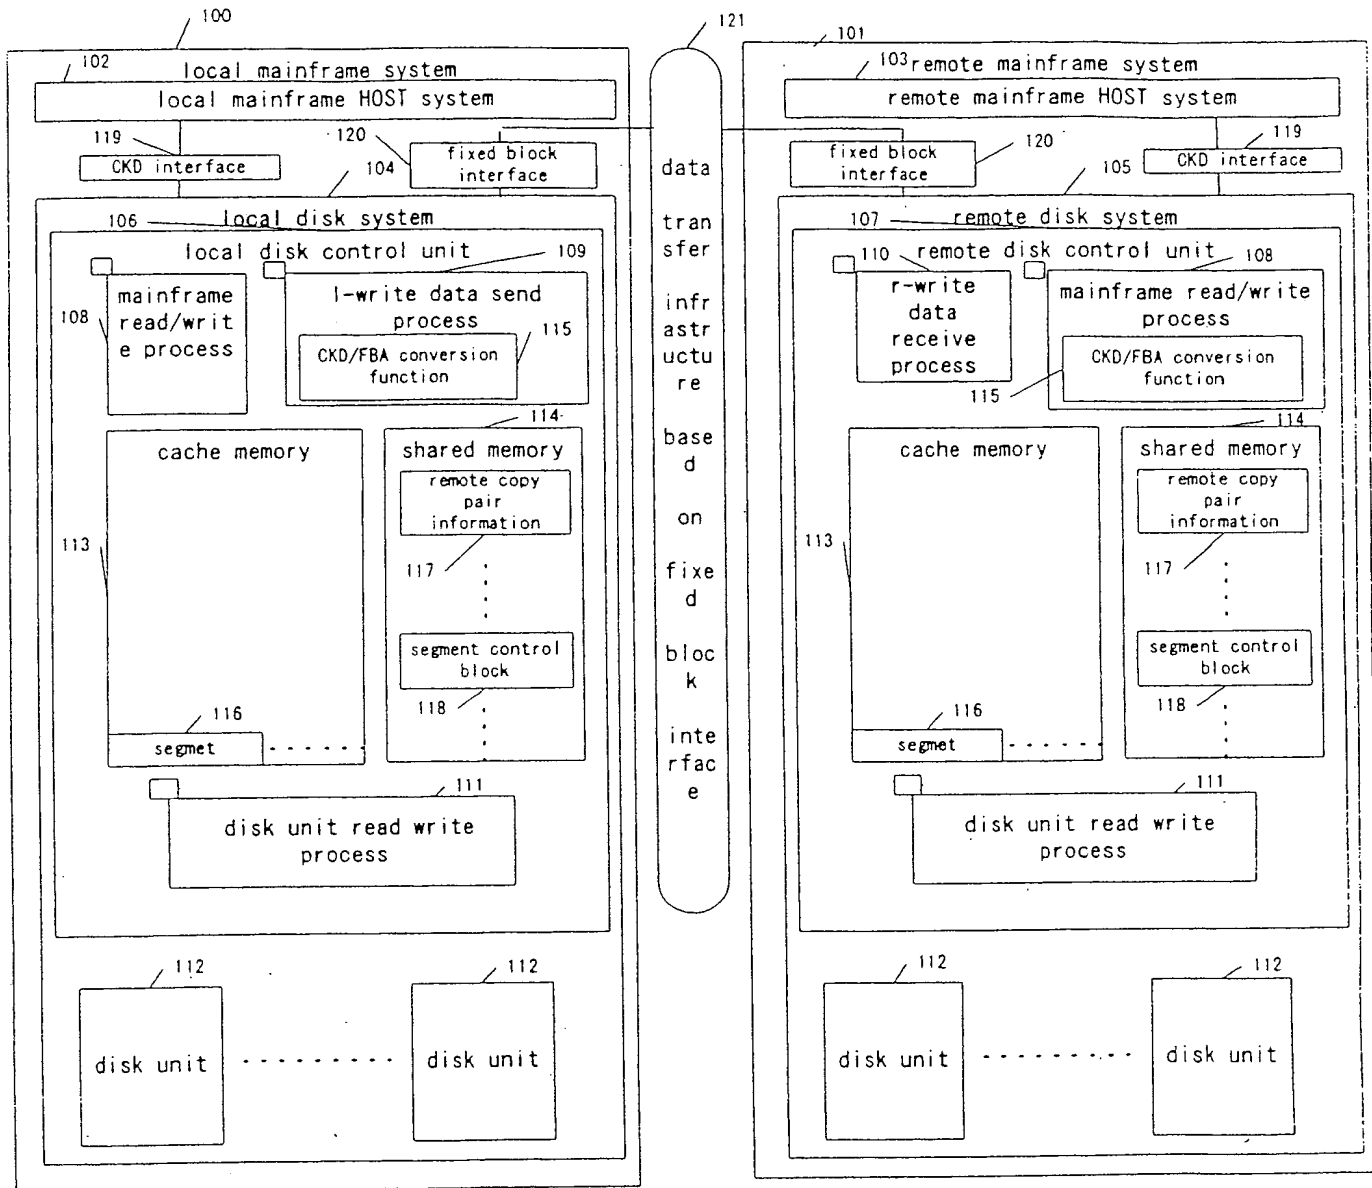 100
121
101
102
local mainframe system
local mainframe HOST system
119
CKD interface
120
fixed block
interface
104
103
remote mainframe system
remote mainframe HOST system
120
fixed block
interface
119
CKD interface
105
106
local disk system
local disk control unit
109
108
mainframe
read/writ
e process
l-write data send
process
115
CKD/FBA conversion
function
113
cache memory
116
segmet
114
shared memory
remote copy
pair
information
117
segment control
block
118
111
disk unit read write
process
112
disk unit
112
disk unit
data
tran
sfer
infr
astr
uctu
re
base
d
on
fixe
d
bloc
k
inte
rfac
e
107
remote disk system
remote disk control unit
110
r-write
data
receive
process
108
mainframe read/write
process
CKD/FBA conversion
function
115
113
cache memory
116
segmet
114
shared memory
remote copy
pair
information
117
segment control
block
118
111
disk unit read write
process
112
disk unit
112
disk unit